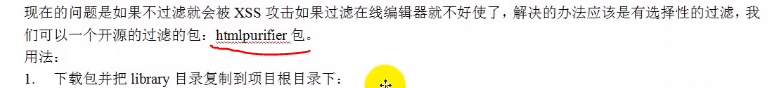 现在的问题是如果不过滤就会被 XSS 攻击如果过滤在线编辑器就不好使了，解决的办法应该是有选择性的过滤，我
们可以一个开源的过滤的包：htmlpurifier 包。
用法：
1. 下载包并把 library 目录复制到项目根目录下：